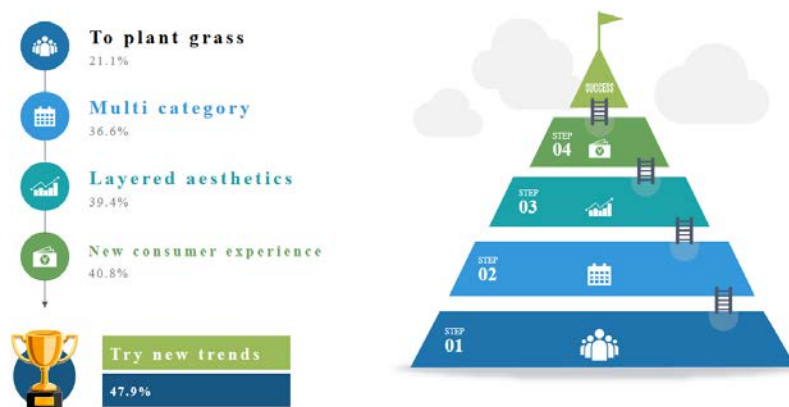 To plant grass
21.1%
Multi category
36.6%
Layered aesthetics
39.4%
New consumer experience
40.8%
Try new trends
47.9%
SUCCESS
STEP
04
STEP
03
STEP
02
STEP
01